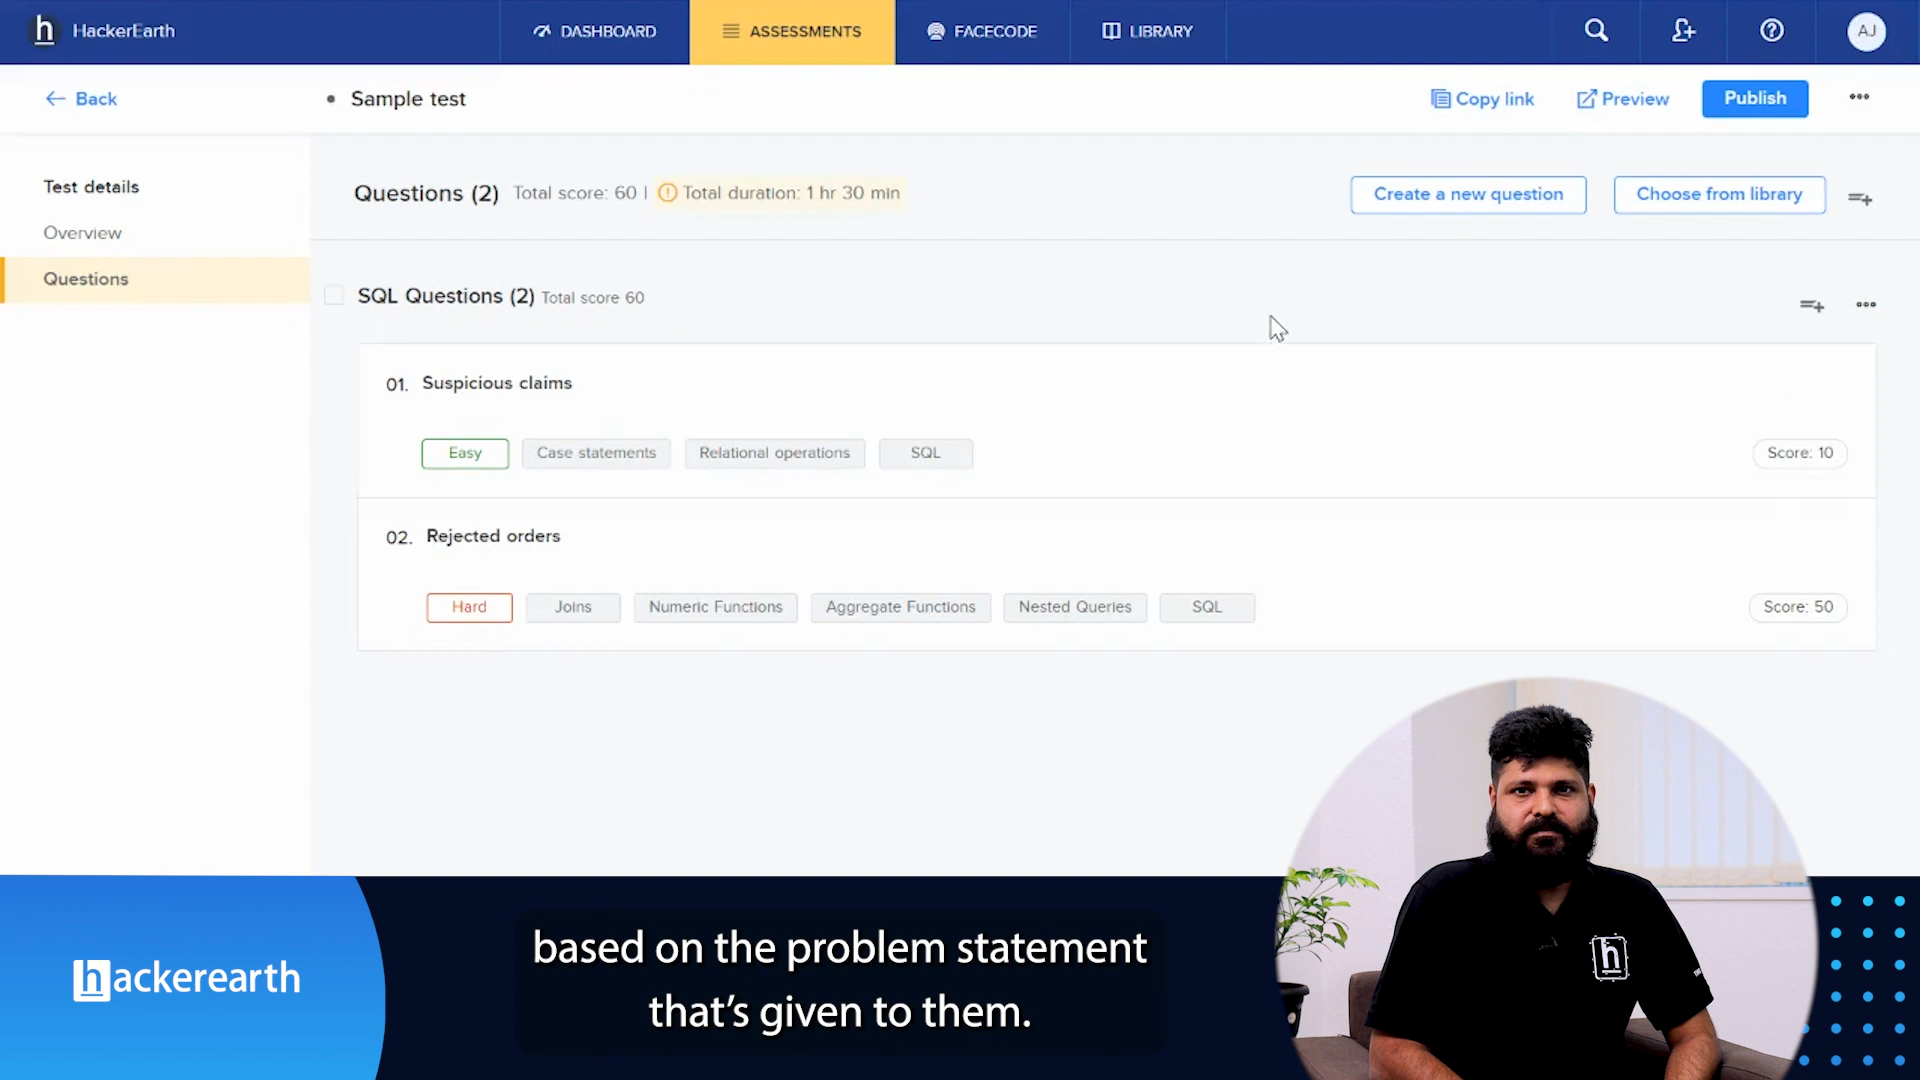 h HackerEarth DASHBOARD ASSESSMENTS FACECODE LIBRARY AJ
Back Sample test Copy link Preview Publish
Test details
Overview
Questions
Questions (2) Total score: 60 | Total duration: 1 hr 30 min Create a new question Choose from library
SQL Questions (2) Total score 60
01. Suspicious claims
Easy Case statements Relational operations SQL Score: 10
02. Rejected orders
Hard Joins Numeric Functions Aggregate Functions Nested Queries SQL Score: 50
hackerearth
based on the problem statement
that's given to them.
h